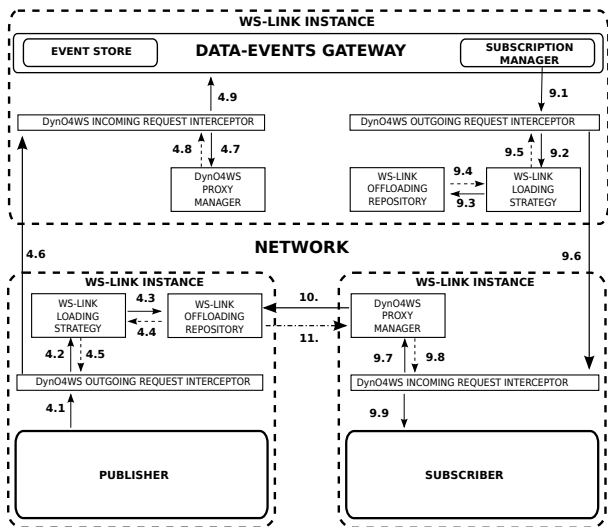 WS-LINK INSTANCE
EVENT STORE
DATA-EVENTS GATEWAY
SUBSCRIPTION
MANAGER
4.9
9.1
DynO4WS INCOMING REQUEST INTERCEPTOR
DynO4WS OUTGOING REQUEST INTERCEPTOR
4.8
4.7
9.5
9.2
DynO4WS
PROXY
MANAGER
WS-LINK
OFFLOADING
REPOSITORY
9.4
9.3
WS-LINK
LOADING
STRATEGY
4.6
NETWORK
9.6
WS-LINK INSTANCE
WS-LINK INSTANCE
WS-LINK
LOADING
STRATEGY
4.3
4.4
WS-LINK
OFFLOADING
REPOSITORY
10.
11.
DynO4WS
PROXY
MANAGER
4.2
4.5
9.7
9.8
DynO4WS OUTGOING REQUEST INTERCEPTOR
DynO4WS INCOMING REQUEST INTERCEPTOR
4.1
9.9
PUBLISHER
SUBSCRIBER